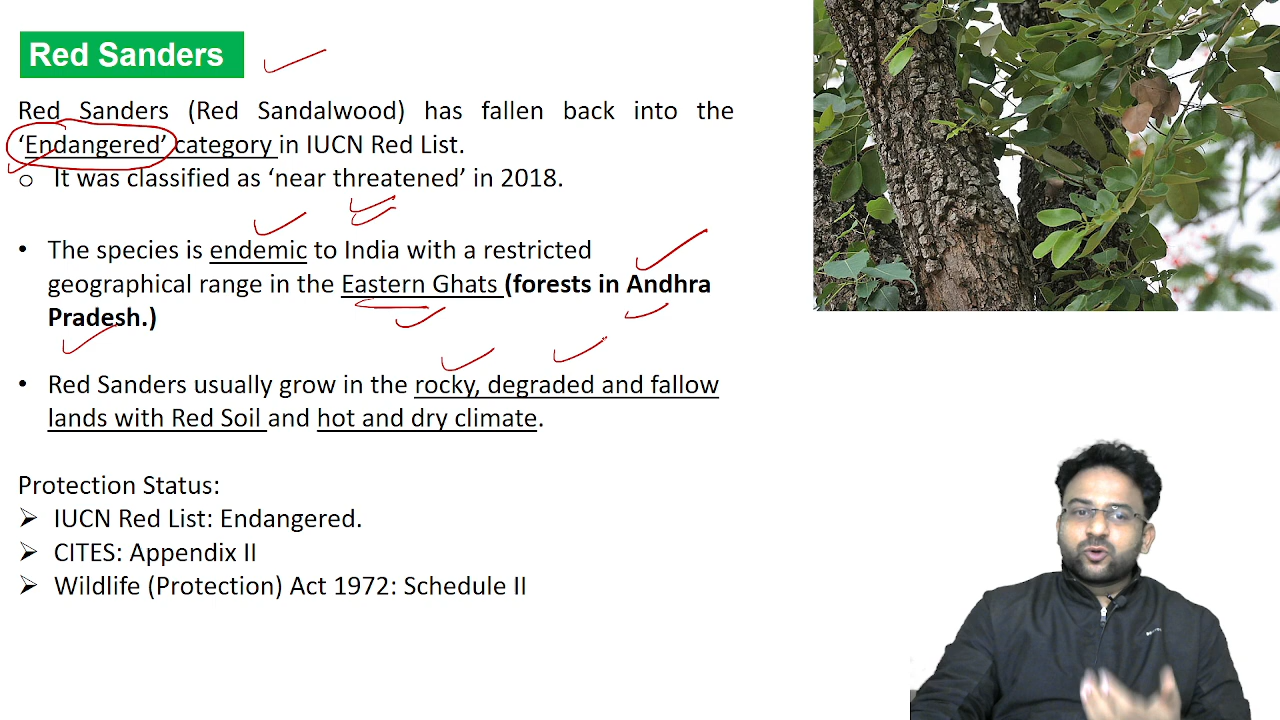 Red Sanders
Red Sanders (Red Sandalwood) has fallen back into the
‘Endangered’ category in IUCN Red List.
o It was classified as ‘near threatened’ in 2018.
• The species is endemic to India with a restricted
geographical range in the Eastern Ghats (forests in Andhra
Pradesh.)
• Red Sanders usually grow in the rocky, degraded and fallow
lands with Red Soil and hot and dry climate.
Protection Status:
➢ IUCN Red List: Endangered.
➢ CITES: Appendix II
➢ Wildlife (Protection) Act 1972: Schedule II